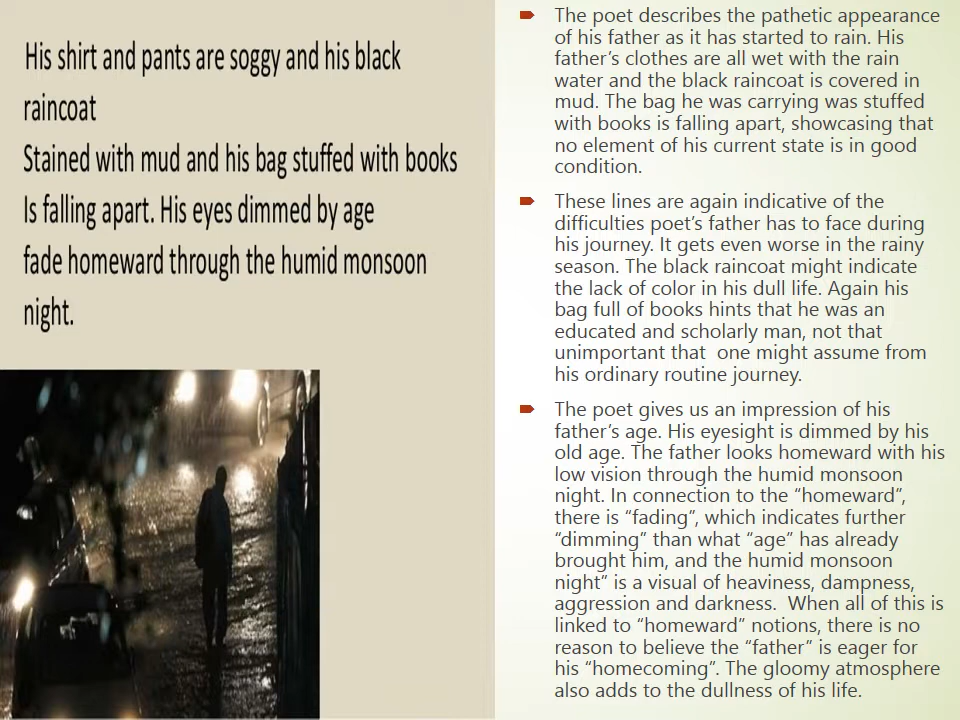 His shirt and pants are soggy and his black
raincoat
Stained with mud and his bag stuffed with books
Is falling apart. His eyes dimmed by age
fade homeward through the humid monsoon
night.
The poet describes the pathetic appearance
of his father as it has started to rain. His
father’s clothes are all wet with the rain
water and the black raincoat is covered in
mud. The bag he was carrying was stuffed
with books is falling apart, showcasing that
no element of his current state is in good
condition.
These lines are again indicative of the
difficulties poet’s father has to face during
his journey. It gets even worse in the rainy
season. The black raincoat might indicate
the lack of color in his dull life. Again his
bag full of books hints that he was an
educated and scholarly man, not that
unimportant that  one might assume from
his ordinary routine journey.
The poet gives us an impression of his
father’s age. His eyesight is dimmed by his
old age. The father looks homeward with his
low vision through the humid monsoon
night. In connection to the “homeward”,
there is “fading”, which indicates further
“dimming” than what “age” has already
brought him, and the humid monsoon
night” is a visual of heaviness, dampness,
aggression and darkness.  When all of this is
linked to “homeward” notions, there is no
reason to believe the “father” is eager for
his “homecoming”. The gloomy atmosphere
also adds to the dullness of his life.